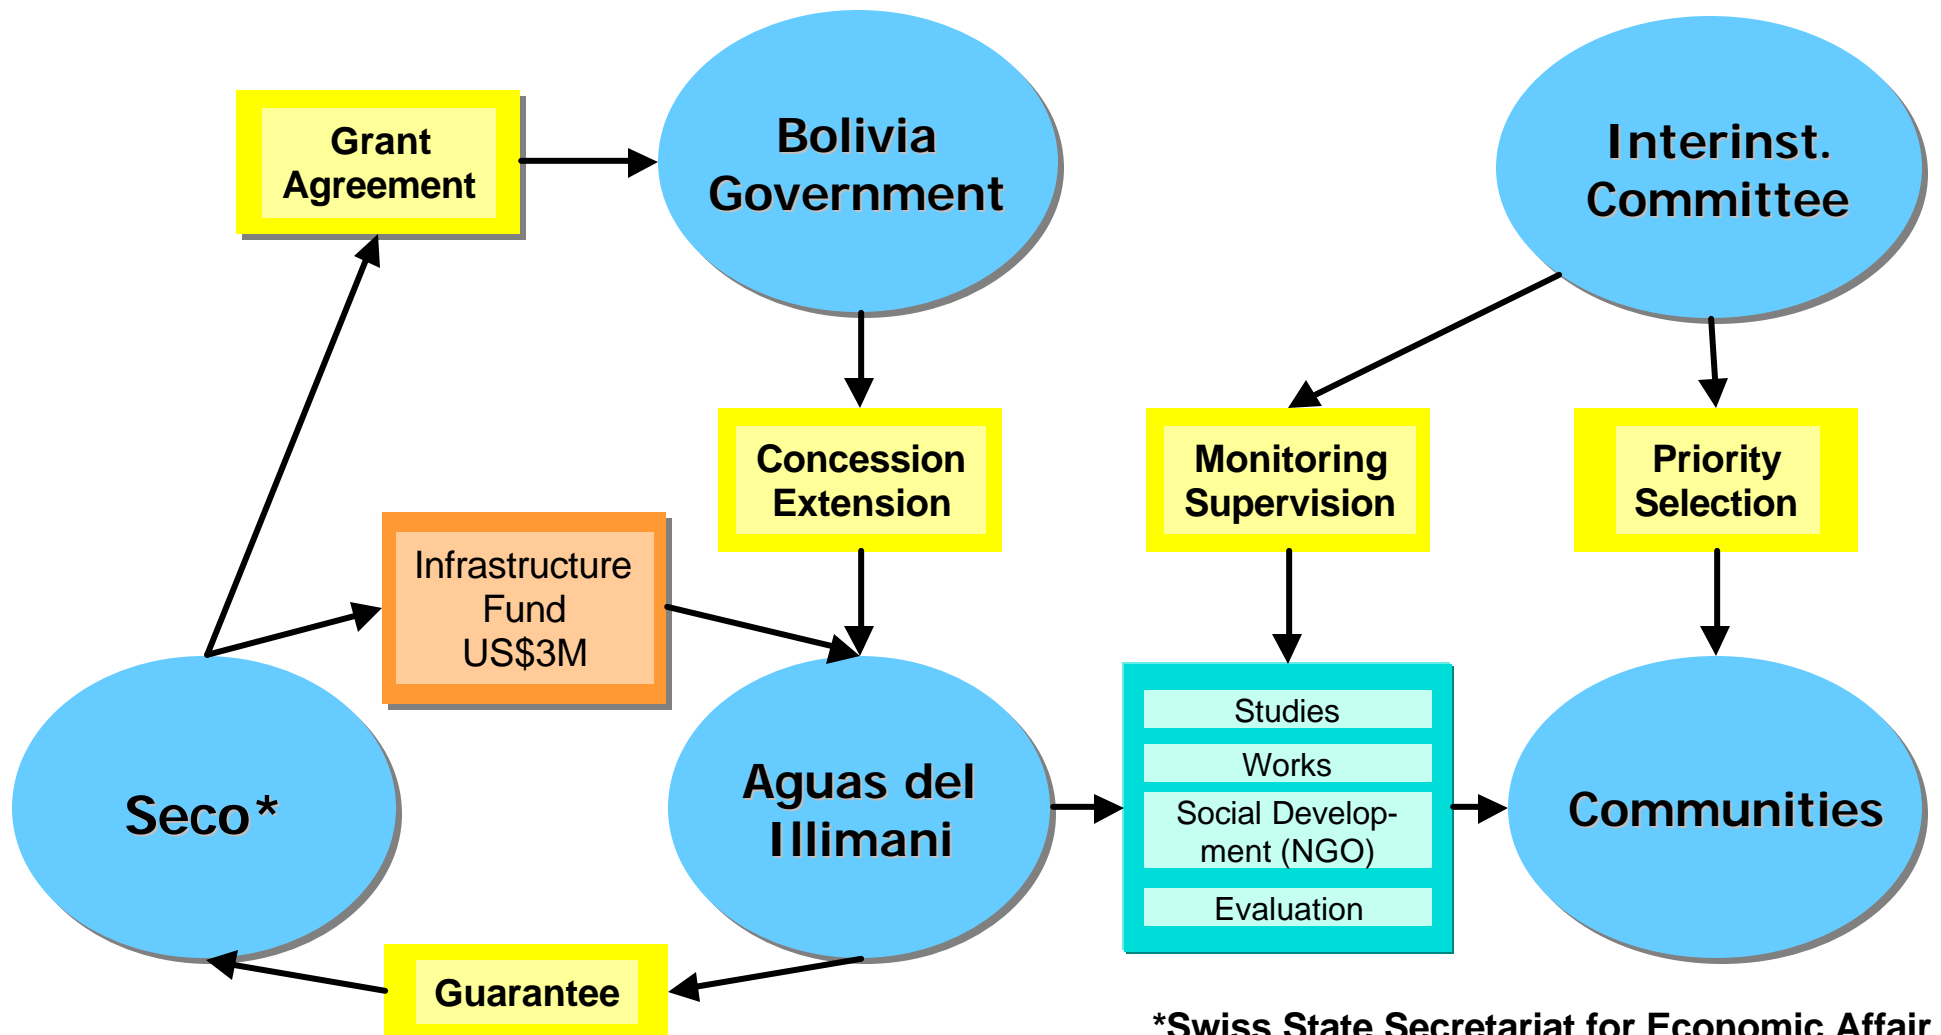 Grant
Agreement
Bolivia
Government
Interinst.
Committee
Concession
Extension
Monitoring
Supervision
Priority
Selection
Infrastructure
Fund
US$3M
Seco*
Aguas del
Illimani
Studies
Works
Social Develop-
ment (NGO)
Evaluation
Communities
Guarantee
*Swiss State Secretariat for Economic Affair